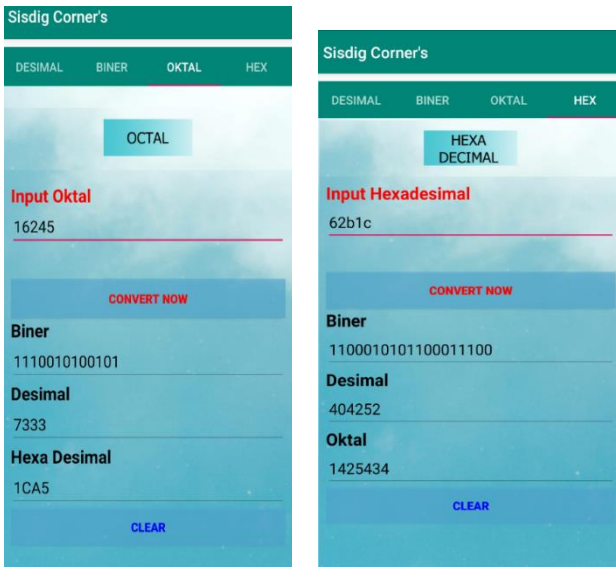 Sisdig Corner's
DESIMAL BINER OKTAL HEX
OCTAL
Input Oktal
16245
CONVERT NOW
Biner
1110010100101
Desimal
7333
Hexa Desimal
1CA5
CLEAR
Sisdig Corner's
DESIMAL BINER OKTAL HEX
HEXA
DECIMAL
Input Hexadesimal
62b1c
CONVERT NOW
Biner
1100010101100011100
Desimal
404252
Oktal
1425434
CLEAR